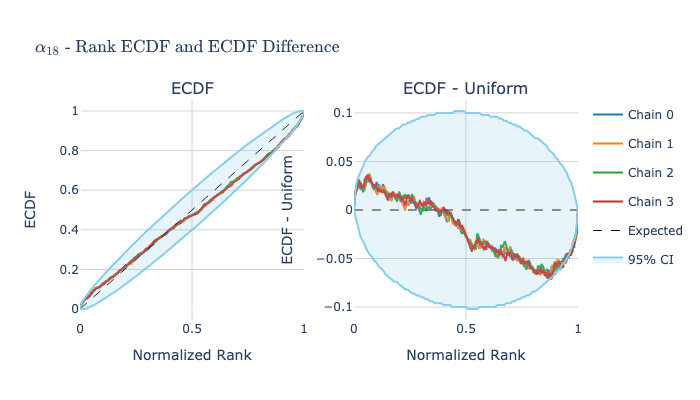 α18 - Rank ECDF and ECDF Difference
ECDF
ECDF - Uniform
ECDF
1
0.8
0.6
0.4
0.2
0
0
0.5
1
Normalized Rank
ECDF - Uniform
0.1
0.05
0
−0.05
−0.1
0
0.5
1
Normalized Rank
Chain 0
Chain 1
Chain 2
Chain 3
Expected
95% CI